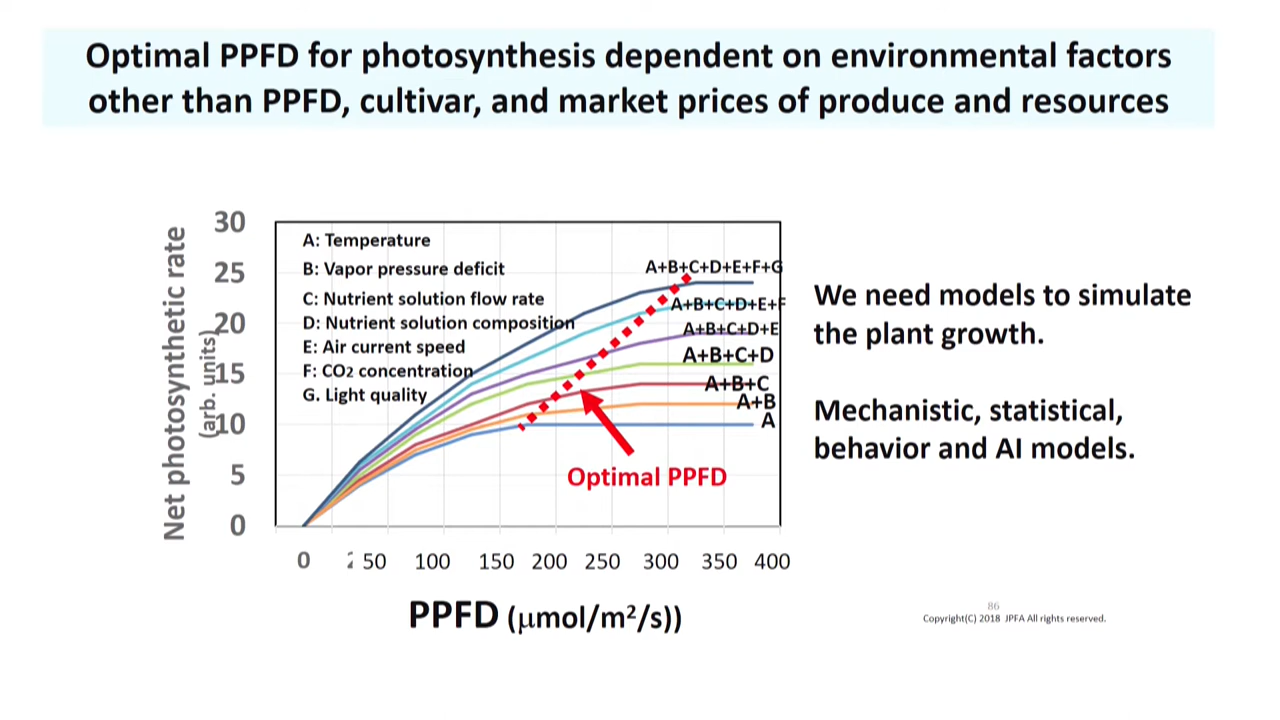 Optimal PPFD for photosynthesis dependent on environmental factors
other than PPFD, cultivar, and market prices of produce and resources
Net photosynthetic rate
(arb. units)
30
25
20
15
10
5
0
A: Temperature
B: Vapor pressure deficit
C: Nutrient solution flow rate
D: Nutrient solution composition
E: Air current speed
F: CO2 concentration
G. Light quality
A+B+C+D+E+F+G
A+B+C+D+E+F
A+B+C+D+E
A+B+C+D
A+B+C
A+B
A
Optimal PPFD
0 50 100 150 200 250 300 350 400
PPFD (μmol/m²/s))
We need models to simulate
the plant growth.
Mechanistic, statistical,
behavior and AI models.
86
Copyright(C) 2018 JPFA All rights reserved.